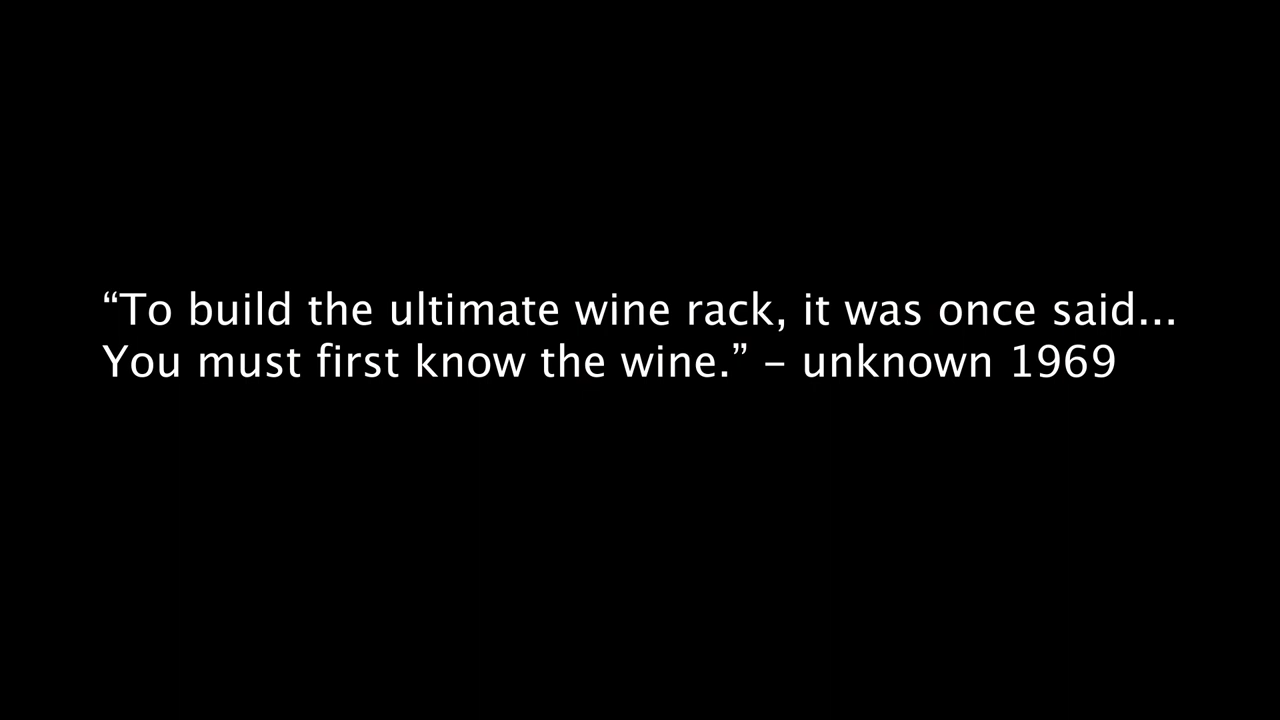 “To build the ultimate wine rack, it was once said...
You must first know the wine.” – unknown 1969